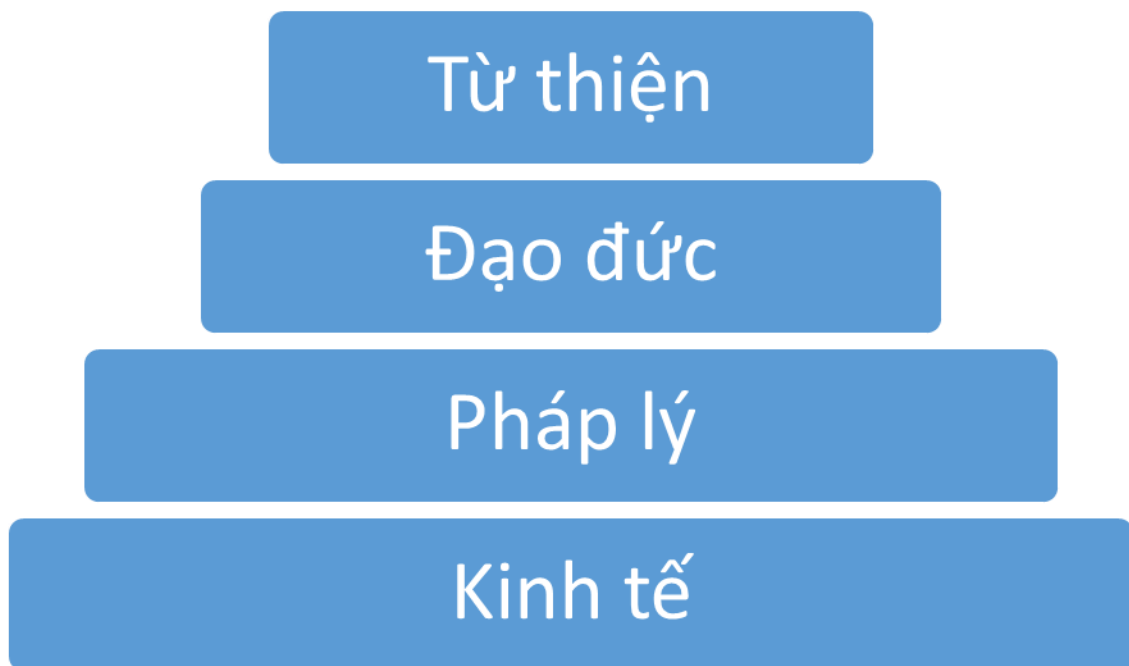 Từ thiện
Đạo đức
Pháp lý
Kinh tế